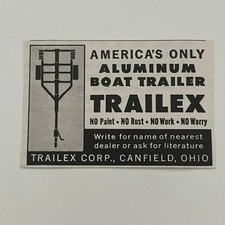 AMERICA'S ONLY
ALUMINUM
BOAT TRAILER
TRAILEX
NO Paint • NO Rust • NO Work • NO Worry
Write for name of nearest
dealer or ask for literature
TRAILEX CORP., CANFIELD, OHIO